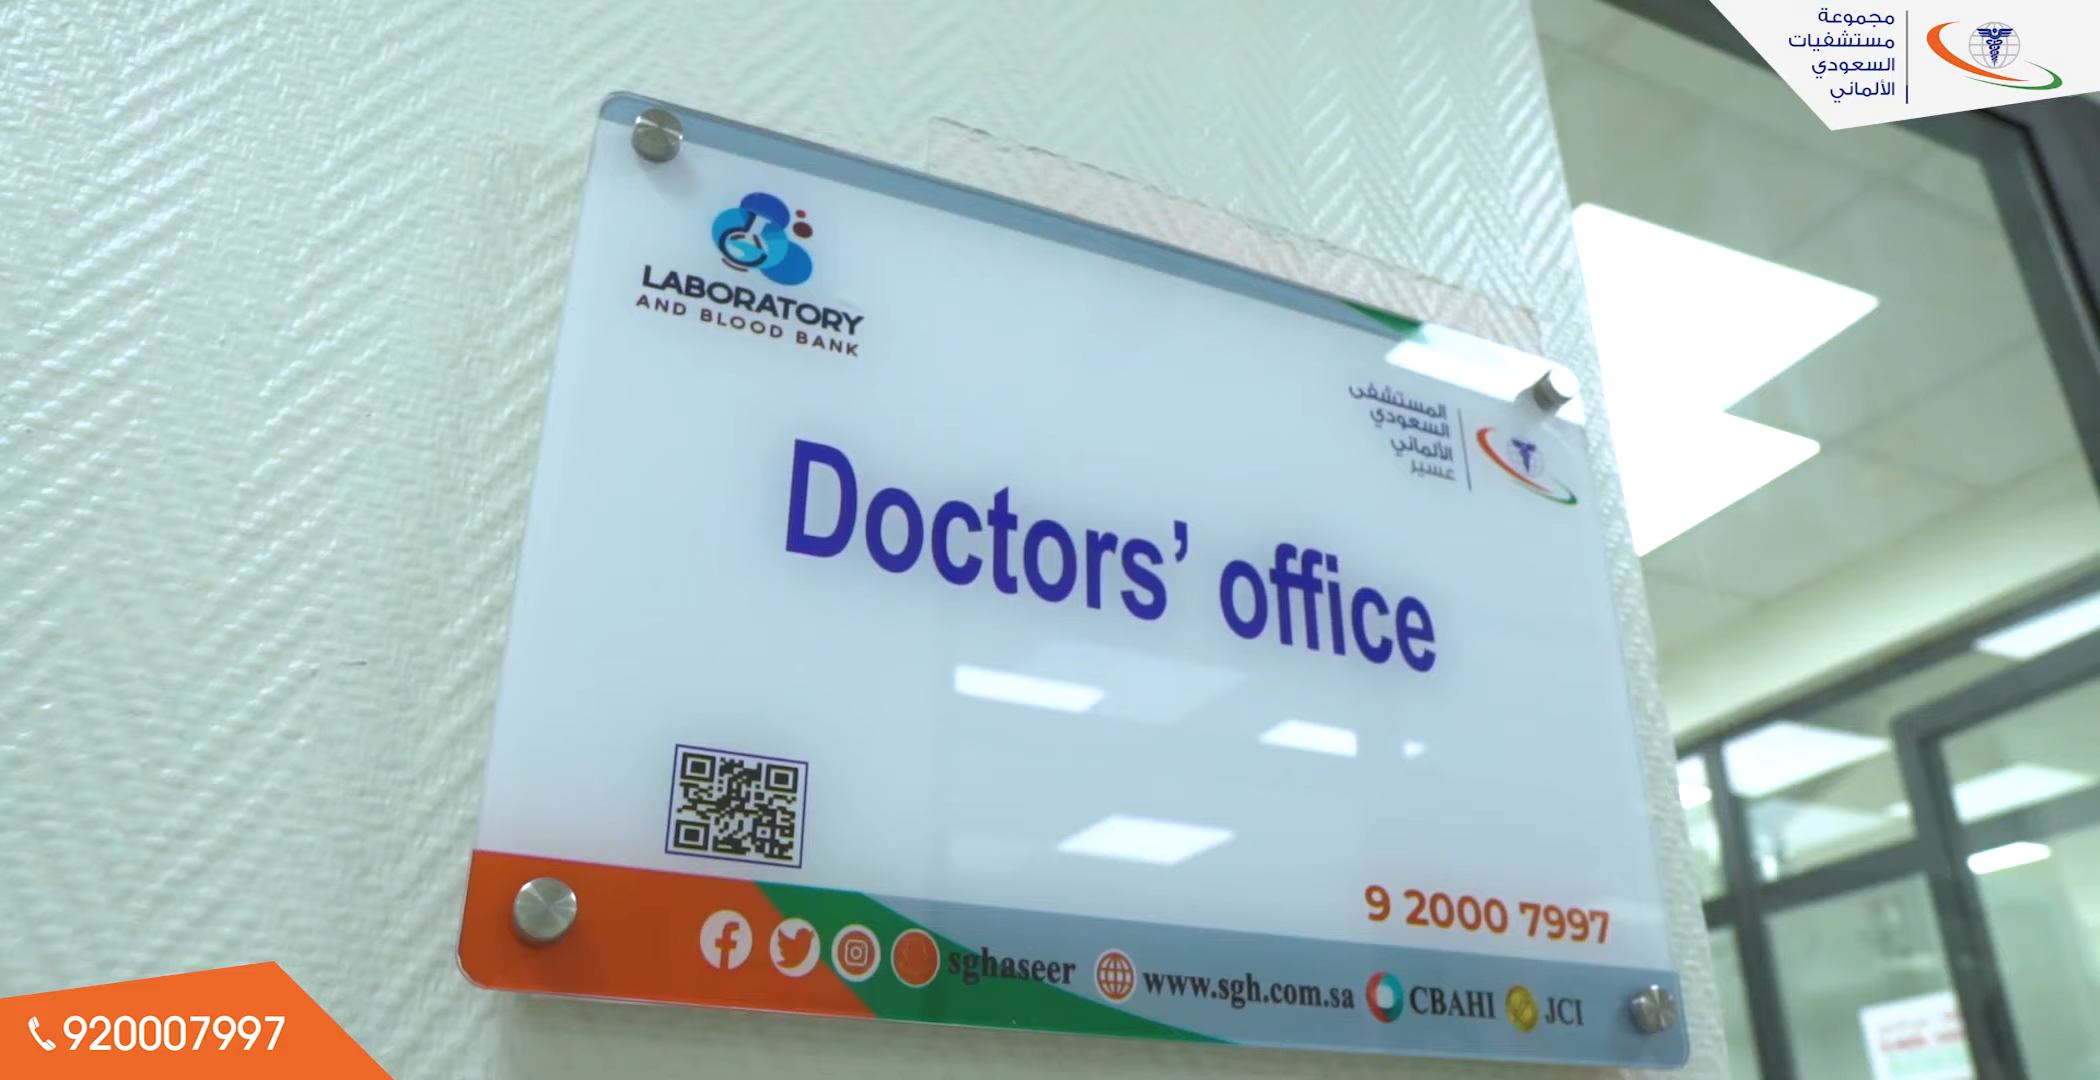 مجموعة
مستشفيات
السعودي
الألماني
LABORATORY
AND BLOOD BANK
المستشفى
السعودي
الألماني
عسير
Doctors’ office
9 2000 7997
sghaseer www.sgh.com.sa CBAHI JCI
920007997